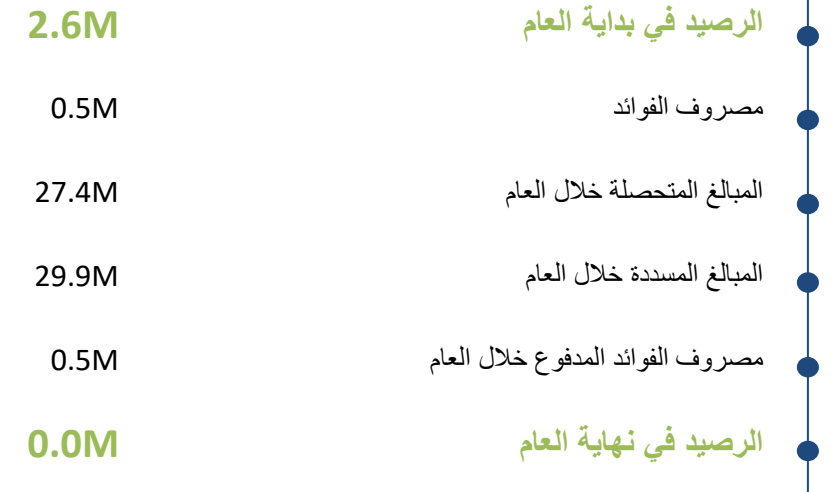 الرصيد في بداية العام 2.6M
مصروف الفوائد 0.5M
المبالغ المتحصلة خلال العام 27.4M
المبالغ المسددة خلال العام 29.9M
مصروف الفوائد المدفوع خلال العام 0.5M
الرصيد في نهاية العام 0.0M